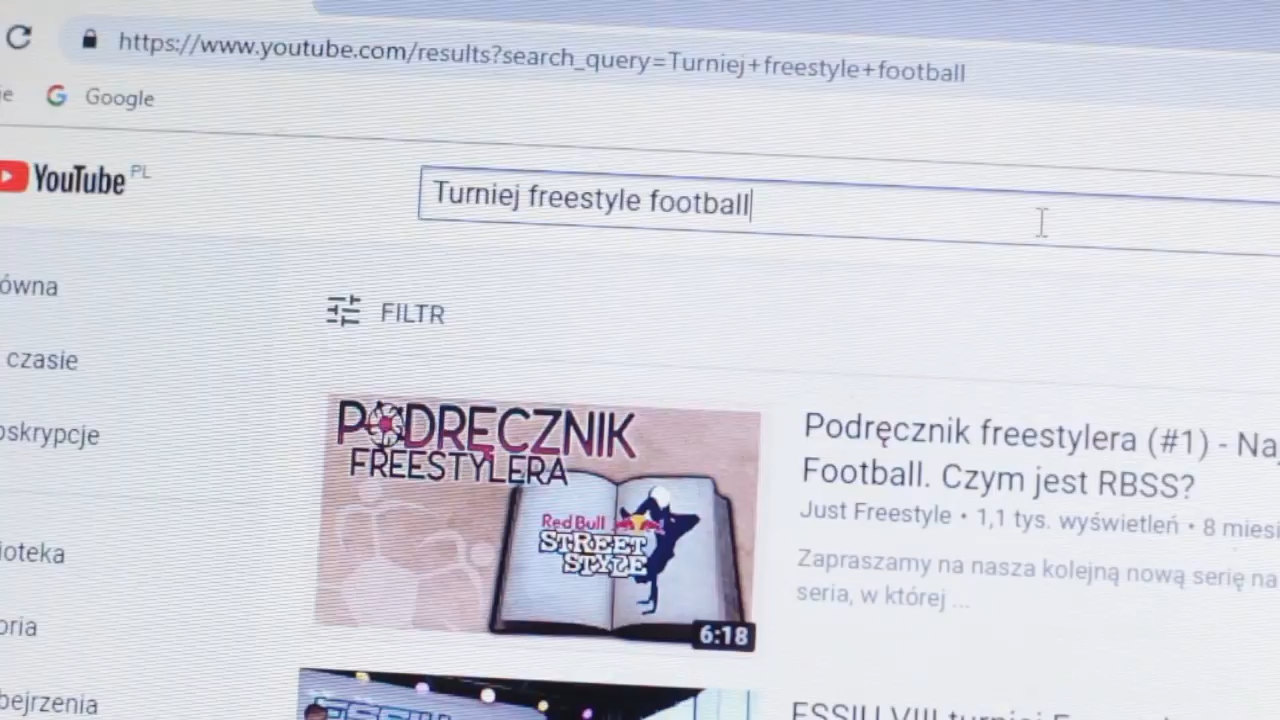 https://www.youtube.com/results?search_query=Turniej+freestyle+football
Google
YouTube PL
Turniej freestyle football
ówna
FILTR
czasie
oskrypcje
ioteka
oria
bejrzenia
PODRĘCZNIK
FREESTYLERA
Red Bull
STREET
STYLE
6:18
Podręcznik freestylera (#1) - Na
Football. Czym jest RBSS?
Just Freestyle • 1,1 tys. wyświetleń • 8 miesi
Zapraszamy na nasza kolejną nową serię na
seria, w której ...
turniej